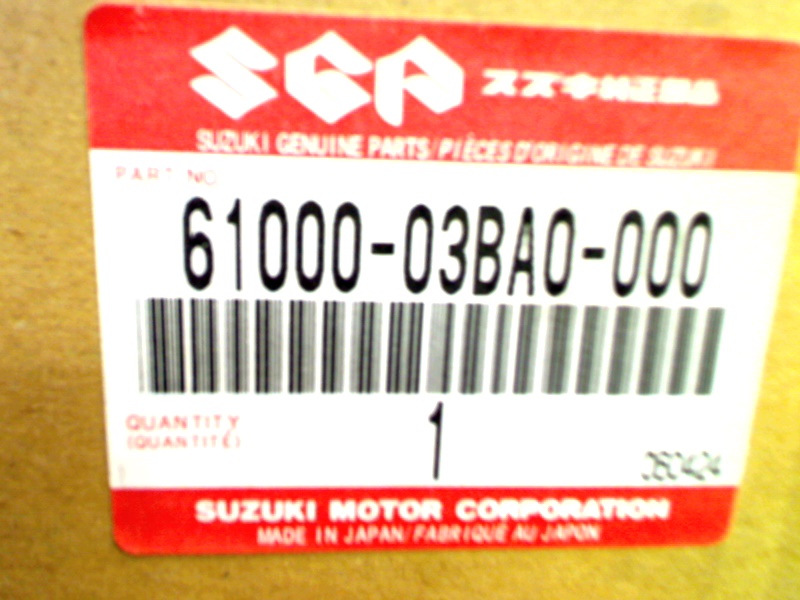 SGP スズキ純正部品
SUZUKI GENUINE PARTS/PIÈCES D'ORIGINE DE SUZUKI
PART NO
61000-03BA0-000
QUANTITY 1
(QUANTITÉ)
SUZUKI MOTOR CORPORATION
MADE IN JAPAN/FABRIQUÉ AU JAPON